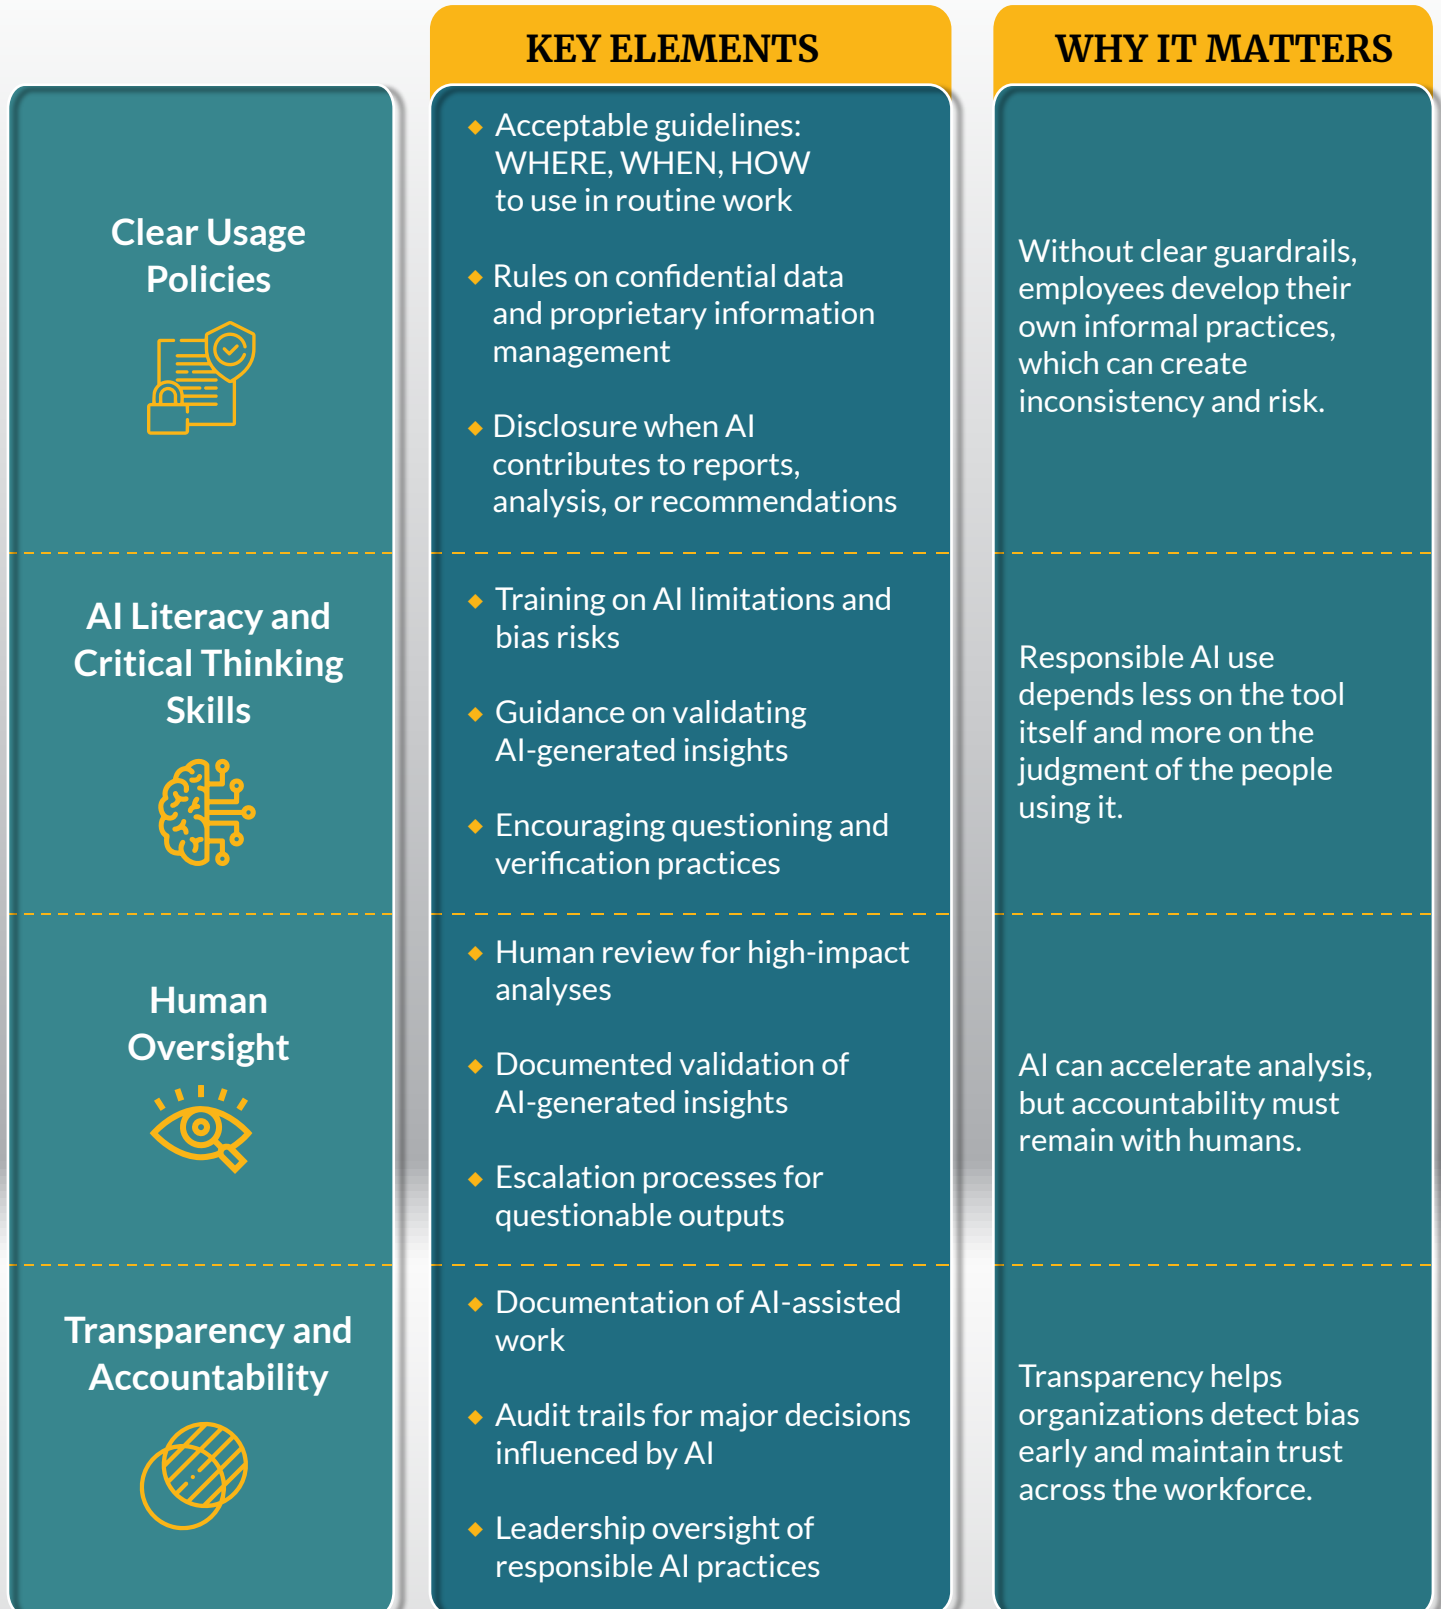 KEY ELEMENTS
WHY IT MATTERS
Clear Usage
Policies
◆ Acceptable guidelines:
WHERE, WHEN, HOW
to use in routine work
◆ Rules on confidential data
and proprietary information
management
◆ Disclosure when AI
contributes to reports,
analysis, or recommendations
Without clear guardrails,
employees develop their
own informal practices,
which can create
inconsistency and risk.
AI Literacy and
Critical Thinking
Skills
◆ Training on AI limitations and
bias risks
◆ Guidance on validating
AI-generated insights
◆ Encouraging questioning and
verification practices
Responsible AI use
depends less on the tool
itself and more on the
judgment of the people
using it.
Human
Oversight
◆ Human review for high-impact
analyses
◆ Documented validation of
AI-generated insights
◆ Escalation processes for
questionable outputs
AI can accelerate analysis,
but accountability must
remain with humans.
Transparency and
Accountability
◆ Documentation of AI-assisted
work
◆ Audit trails for major decisions
influenced by AI
◆ Leadership oversight of
responsible AI practices
Transparency helps
organizations detect bias
early and maintain trust
across the workforce.